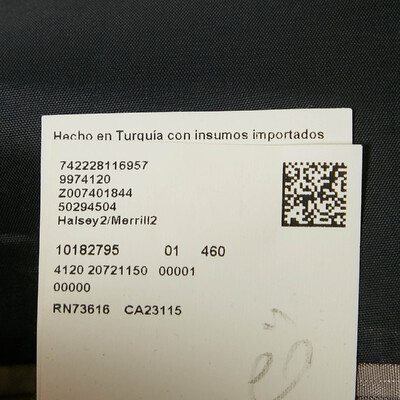 Hecho en Turquía con insumos importados
742228116957
9974120
Z007401844
50294504
Halsey2/Merrill2
10182795 01 460
4120 20721150 00001
00000
RN73616 CA23115